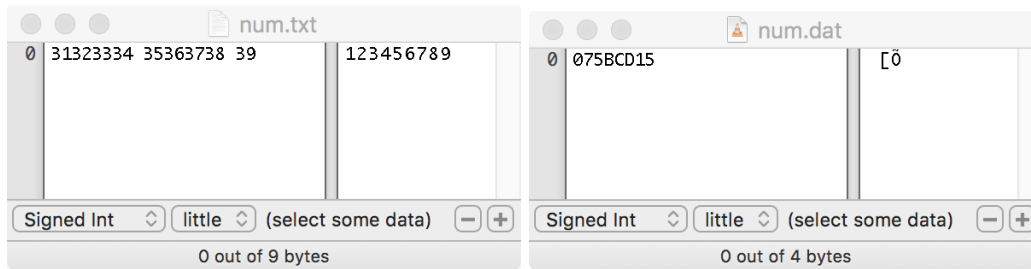 num.txt
0 31323334 35363738 39 123456789
Signed Int little (select some data)
0 out of 9 bytes
num.dat
0 075BCD15 [Õ
Signed Int little (select some data)
0 out of 4 bytes